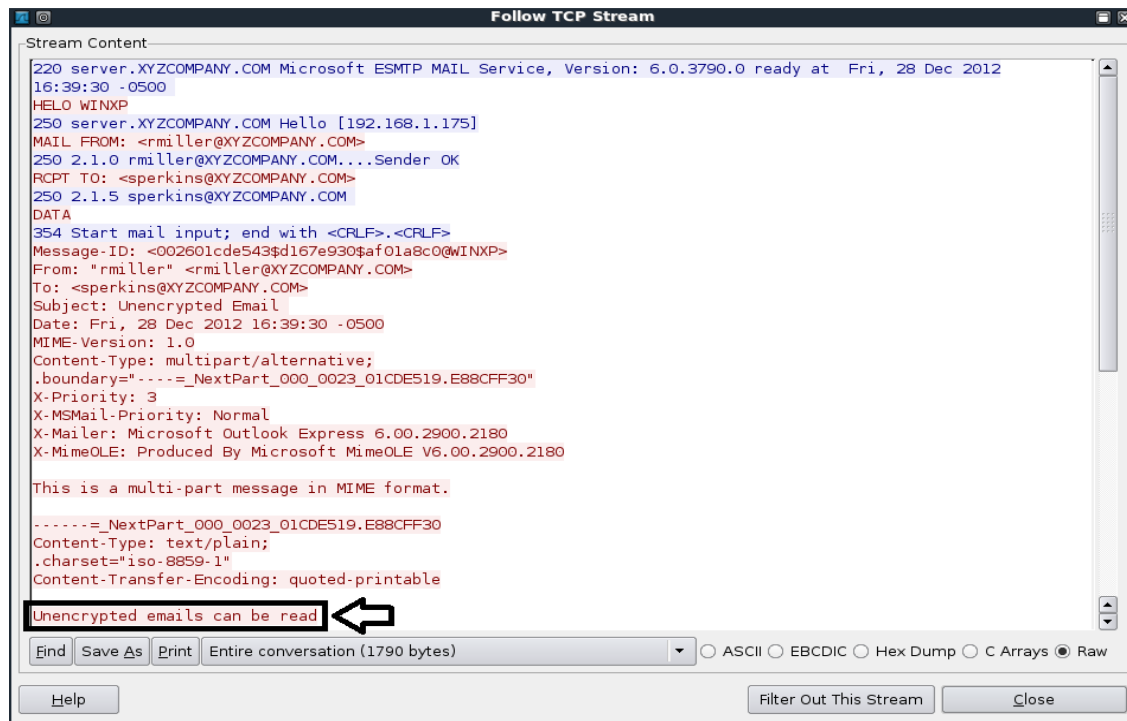 Follow TCP Stream
Stream Content
220 server.XYZCOMPANY.COM Microsoft ESMTP MAIL Service, Version: 6.0.3790.0 ready at  Fri, 28 Dec 2012
16:39:30 -0500
HELO WINXP
250 server.XYZCOMPANY.COM Hello [192.168.1.175]
MAIL FROM: <rmiller@XYZCOMPANY.COM>
250 2.1.0 rmiller@XYZCOMPANY.COM....Sender OK
RCPT TO: <sperkins@XYZCOMPANY.COM>
250 2.1.5 sperkins@XYZCOMPANY.COM
DATA
354 Start mail input; end with <CRLF>.<CRLF>
Message-ID: <002601cde543$d167e930$af01a8c0@WINXP>
From: "rmiller" <rmiller@XYZCOMPANY.COM>
To: <sperkins@XYZCOMPANY.COM>
Subject: Unencrypted Email
Date: Fri, 28 Dec 2012 16:39:30 -0500
MIME-Version: 1.0
Content-Type: multipart/alternative;
.boundary="----=_NextPart_000_0023_01CDE519.E88CFF30"
X-Priority: 3
X-MSMail-Priority: Normal
X-Mailer: Microsoft Outlook Express 6.00.2900.2180
X-MimeOLE: Produced By Microsoft MimeOLE V6.00.2900.2180
This is a multi-part message in MIME format.
------=_NextPart_000_0023_01CDE519.E88CFF30
Content-Type: text/plain;
.charset="iso-8859-1"
Content-Transfer-Encoding: quoted-printable
Unencrypted emails can be read
Find Save As Print Entire conversation (1790 bytes) ASCII EBCDIC Hex Dump C Arrays Raw
Help Filter Out This Stream Close